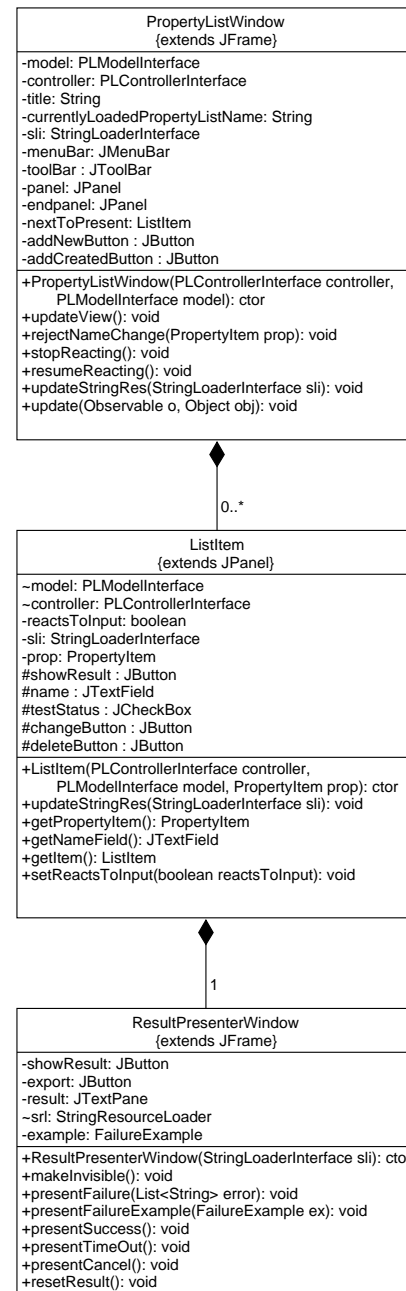 PropertyListWindow
{extends JFrame}
-model: PLModelInterface
-controller: PLControllerInterface
-title: String
-currentlyLoadedPropertyListName: String
-sli: StringLoaderInterface
-menuBar: JMenuBar
-toolBar : JToolBar
-panel: JPanel
-endpanel: JPanel
-nextToPresent: ListItem
-addNewButton : JButton
-addCreatedButton : JButton
+PropertyListWindow(PLControllerInterface controller,
PLModelInterface model): ctor
+updateView(): void
+rejectNameChange(PropertyItem prop): void
+stopReacting(): void
+resumeReacting(): void
+updateStringRes(StringLoaderInterface sli): void
+update(Observable o, Object obj): void
0..*
ListItem
{extends JPanel}
~model: PLModelInterface
~controller: PLControllerInterface
-reactsToInput: boolean
-sli: StringLoaderInterface
-prop: PropertyItem
#showResult : JButton
#name : JTextField
#testStatus : JCheckBox
#changeButton : JButton
#deleteButton : JButton
+ListItem(PLControllerInterface controller,
PLModelInterface model, PropertyItem prop): ctor
+updateStringRes(StringLoaderInterface sli): void
+getPropertyItem(): PropertyItem
+getNameField(): JTextField
+getItem(): ListItem
+setReactsToInput(boolean reactsToInput): void
1
ResultPresenterWindow
{extends JFrame}
-showResult: JButton
-export: JButton
-result: JTextPane
~srl: StringResourceLoader
-example: FailureExample
+ResultPresenterWindow(StringLoaderInterface sli): cto
+makeInvisible(): void
+presentFailure(List<String> error): void
+presentFailureExample(FailureExample ex): void
+presentSuccess(): void
+presentTimeOut(): void
+presentCancel(): void
+resetResult(): void